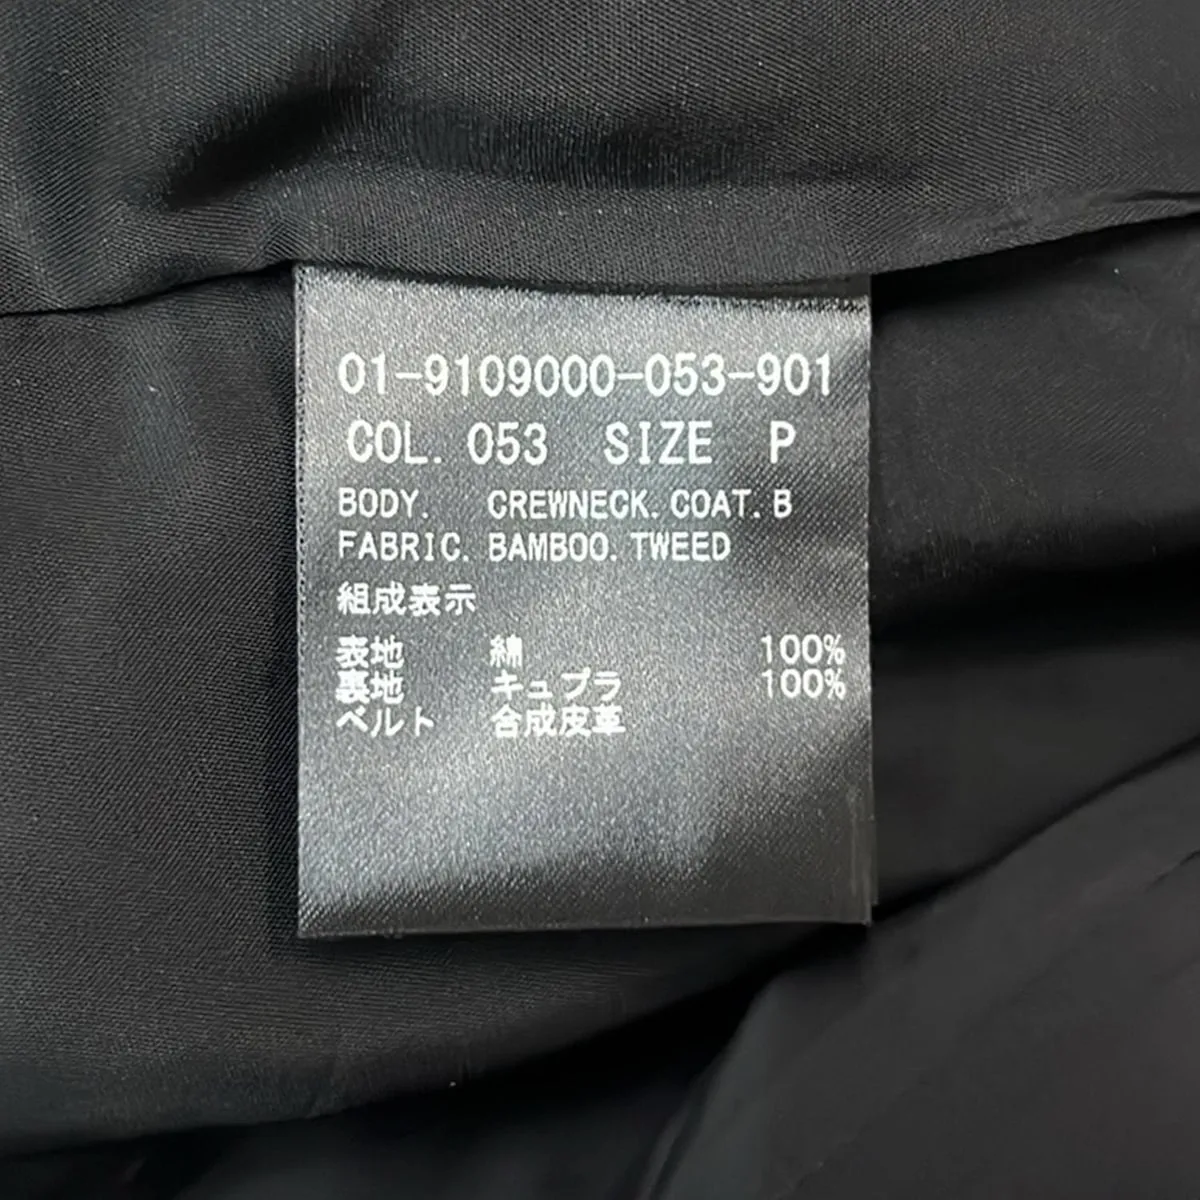 01-9109000-053-901
COL. 053 SIZE P
BODY. CREWNECK. COAT. B
FABRIC. BAMBOO. TWEED
組成表示
表地 綿 100%
裏地 キュプラ 100%
ベルト 合成皮革